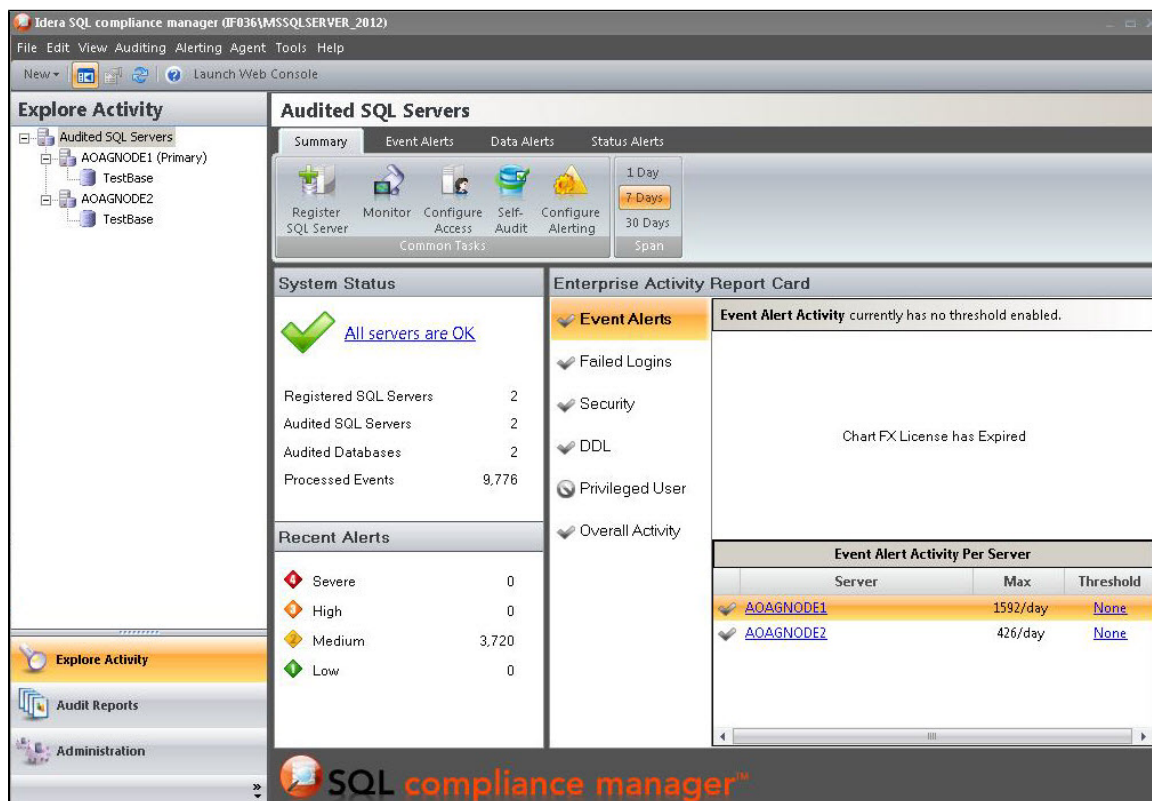 Idera SQL compliance manager (IF036\MSSQLSERVER_2012)
File Edit View Auditing Alerting Agent Tools Help
New Launch Web Console
Explore Activity
Audited SQL Servers
AOAGNODE1 (Primary)
TestBase
AOAGNODE2
TestBase
Explore Activity
Audit Reports
Administration
Audited SQL Servers
Summary Event Alerts Data Alerts Status Alerts
Register SQL Server
Monitor
Configure Access
Self-Audit
Configure Alerting
Common Tasks
1 Day
7 Days
30 Days
Span
System Status
All servers are OK
Registered SQL Servers 2
Audited SQL Servers 2
Audited Databases 2
Processed Events 9,776
Recent Alerts
4 Severe 0
3 High 0
2 Medium 3,720
1 Low 0
Enterprise Activity Report Card
Event Alerts
Failed Logins
Security
DDL
Privileged User
Overall Activity
Event Alert Activity currently has no threshold enabled.
Chart FX License has Expired
Event Alert Activity Per Server
Server Max Threshold
AOAGNODE1 1592/day None
AOAGNODE2 426/day None
SQL compliance manager™